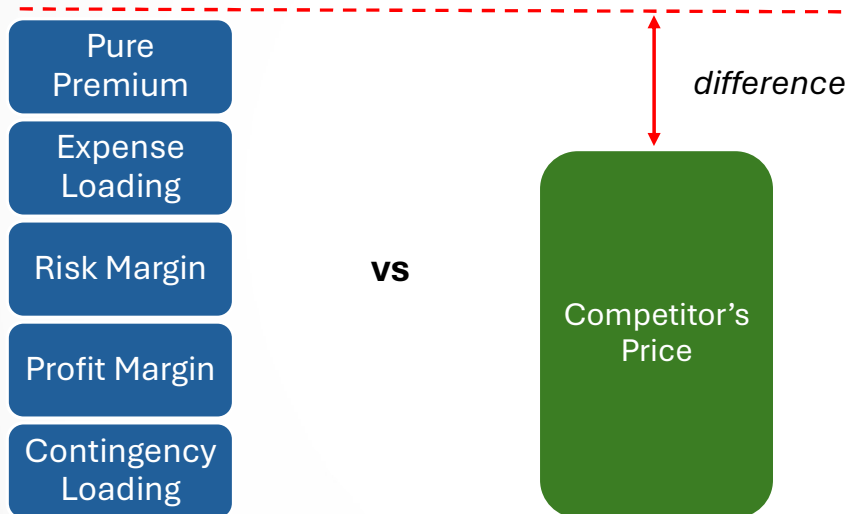 Pure
Premium
difference
Expense
Loading
Risk Margin
vs
Competitor’s
Price
Profit Margin
Contingency
Loading